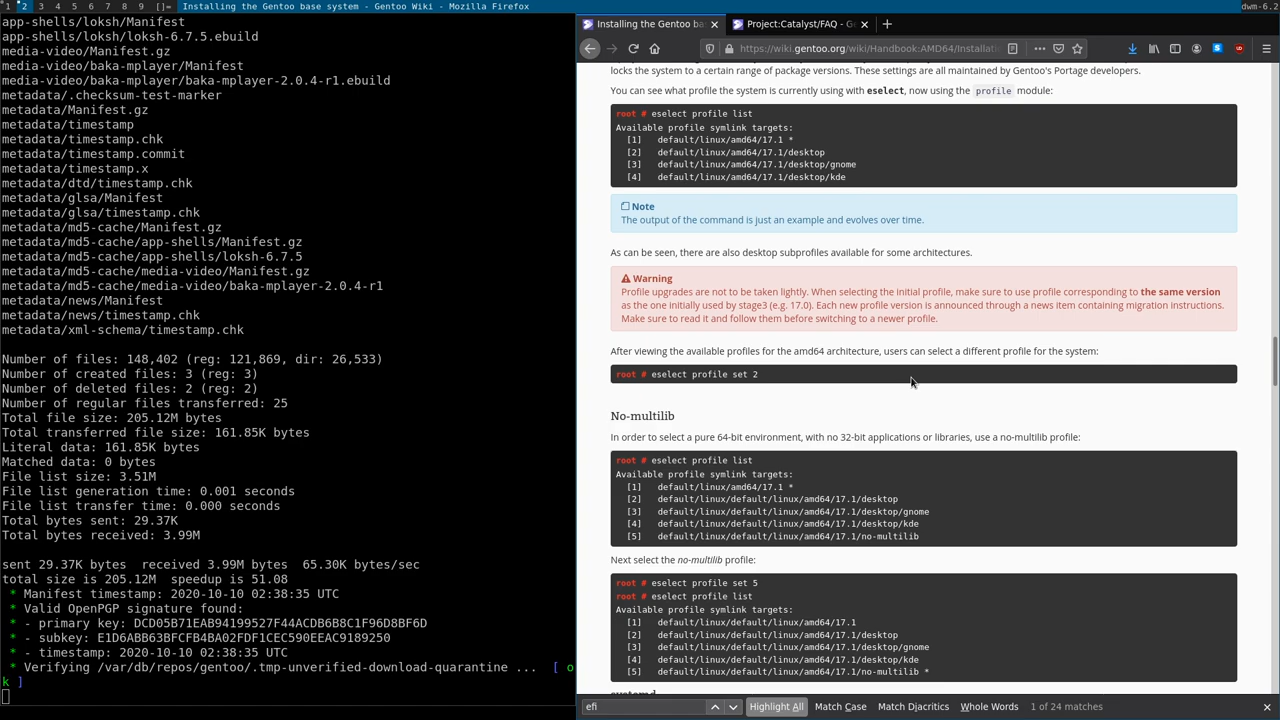 1 2 3 4 5 6 7 8 9 []= Installing the Gentoo base system - Gentoo Wiki - Mozilla Firefox dwm-6.2
app-shells/loksh/Manifest
app-shells/loksh/loksh-6.7.5.ebuild
media-video/Manifest.gz
media-video/baka-mplayer/Manifest
media-video/baka-mplayer/baka-mplayer-2.0.4-r1.ebuild
metadata/.checksum-test-marker
metadata/Manifest.gz
metadata/timestamp
metadata/timestamp.chk
metadata/timestamp.commit
metadata/timestamp.x
metadata/dtd/timestamp.chk
metadata/glsa/Manifest
metadata/glsa/timestamp.chk
metadata/md5-cache/Manifest.gz
metadata/md5-cache/app-shells/Manifest.gz
metadata/md5-cache/app-shells/loksh-6.7.5
metadata/md5-cache/media-video/Manifest.gz
metadata/md5-cache/media-video/baka-mplayer-2.0.4-r1
metadata/news/Manifest
metadata/news/timestamp.chk
metadata/xml-schema/timestamp.chk
Number of files: 148,402 (reg: 121,869, dir: 26,533)
Number of created files: 3 (reg: 3)
Number of deleted files: 2 (reg: 2)
Number of regular files transferred: 25
Total file size: 205.12M bytes
Total transferred file size: 161.85K bytes
Literal data: 161.85K bytes
Matched data: 0 bytes
File list size: 3.51M
File list generation time: 0.001 seconds
File list transfer time: 0.000 seconds
Total bytes sent: 29.37K
Total bytes received: 3.99M
sent 29.37K bytes  received 3.99M bytes  65.30K bytes/sec
total size is 205.12M  speedup is 51.08
* Manifest timestamp: 2020-10-10 02:38:35 UTC
* Valid OpenPGP signature found:
* - primary key: DCD05B71EAB94199527F44ACDB6B8C1F96D8BF6D
* - subkey: E1D6ABB63BFCFB4BA02FDF1CEC590EEAC9189250
* - timestamp: 2020-10-10 02:38:35 UTC
* Verifying /var/db/repos/gentoo/.tmp-unverified-download-quarantine ...  [ o
k ]
Installing the Gentoo ba Project:Catalyst/FAQ - G
https://wiki.gentoo.org/wiki/Handbook:AMD64/Installati
locks the system to a certain range of package versions. These settings are all maintained by Gentoo's Portage developers.
You can see what profile the system is currently using with eselect, now using the profile module:
root # eselect profile list
Available profile symlink targets:
[1] default/linux/amd64/17.1 *
[2] default/linux/amd64/17.1/desktop
[3] default/linux/amd64/17.1/desktop/gnome
[4] default/linux/amd64/17.1/desktop/kde
Note
The output of the command is just an example and evolves over time.
As can be seen, there are also desktop subprofiles available for some architectures.
Warning
Profile upgrades are not to be taken lightly. When selecting the initial profile, make sure to use profile corresponding to the same version
as the one initially used by stage3 (e.g. 17.0). Each new profile version is announced through a news item containing migration instructions.
Make sure to read it and follow them before switching to a newer profile.
After viewing the available profiles for the amd64 architecture, users can select a different profile for the system:
root # eselect profile set 2
No-multilib
In order to select a pure 64-bit environment, with no 32-bit applications or libraries, use a no-multilib profile:
root # eselect profile list
Available profile symlink targets:
[1] default/linux/amd64/17.1 *
[2] default/linux/default/linux/amd64/17.1/desktop
[3] default/linux/default/linux/amd64/17.1/desktop/gnome
[4] default/linux/default/linux/amd64/17.1/desktop/kde
[5] default/linux/default/linux/amd64/17.1/no-multilib
Next select the no-multilib profile:
root # eselect profile set 5
root # eselect profile list
Available profile symlink targets:
[1] default/linux/default/linux/amd64/17.1
[2] default/linux/default/linux/amd64/17.1/desktop
[3] default/linux/default/linux/amd64/17.1/desktop/gnome
[4] default/linux/default/linux/amd64/17.1/desktop/kde
[5] default/linux/default/linux/amd64/17.1/no-multilib *
systemd
efi Highlight All Match Case Match Diacritics Whole Words 1 of 24 matches